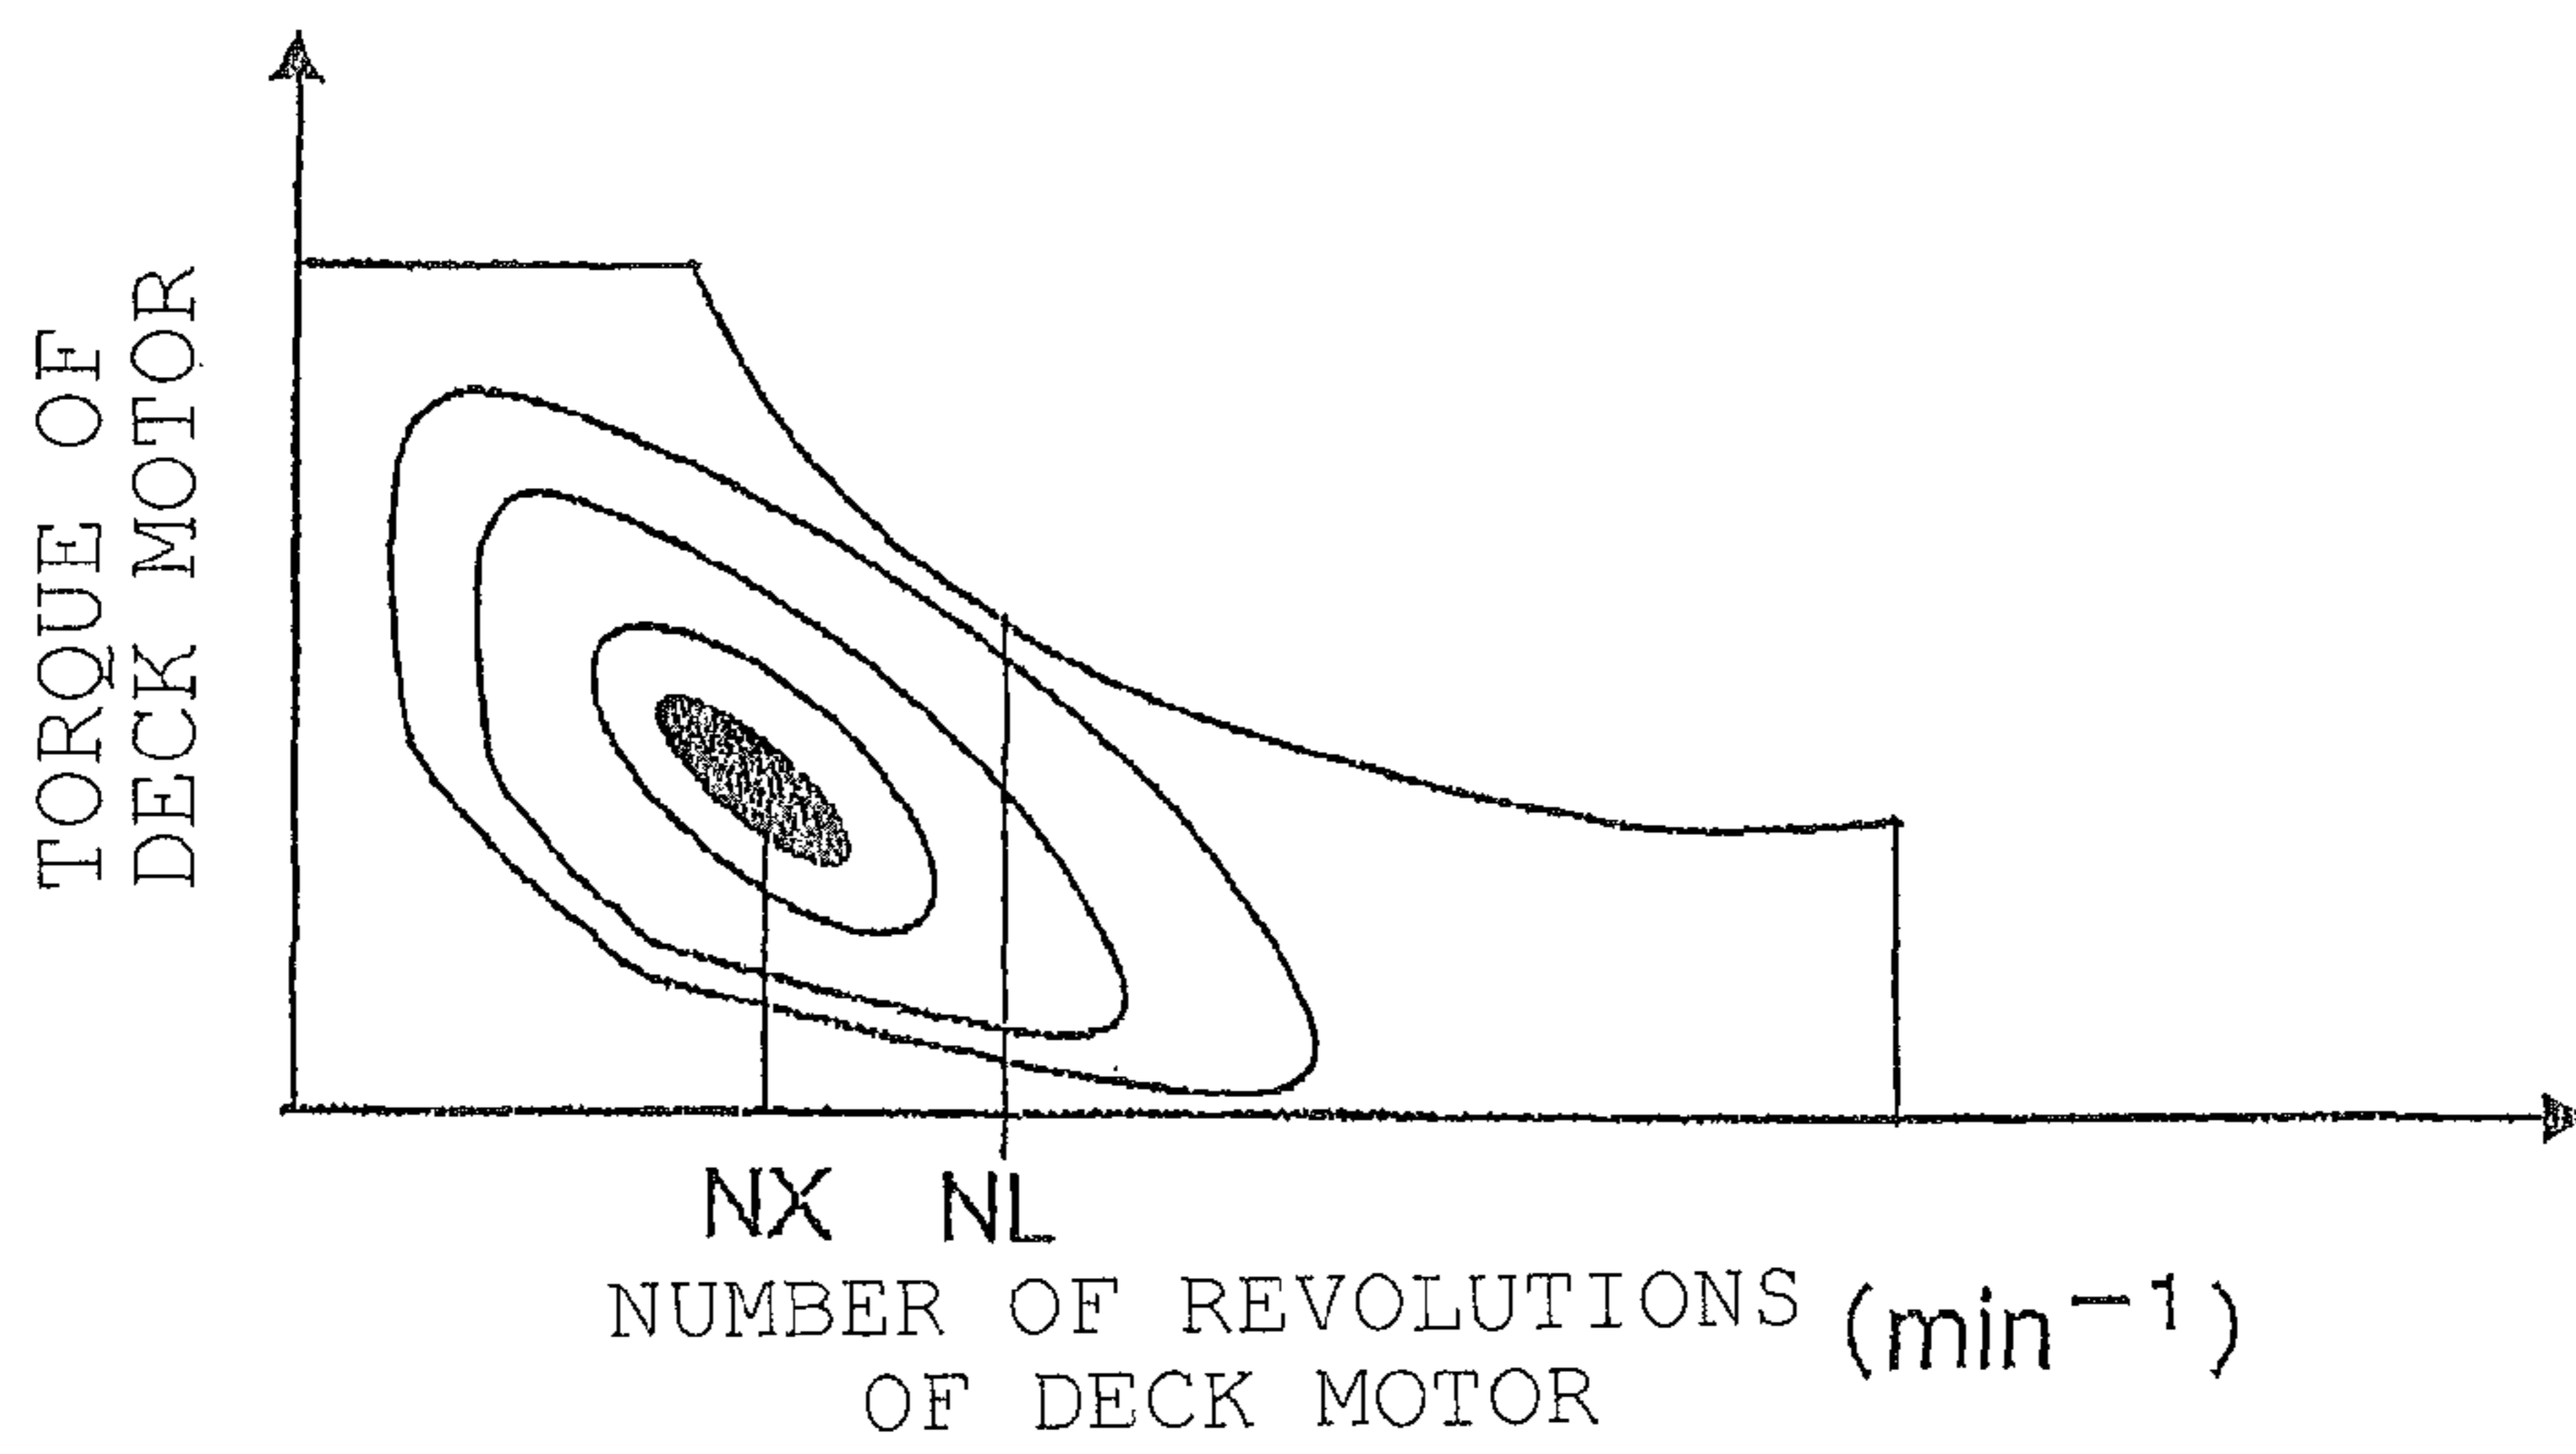 TORQUE OF
DECK MOTOR
NX NL
NUMBER OF REVOLUTIONS (min⁻¹)
OF DECK MOTOR